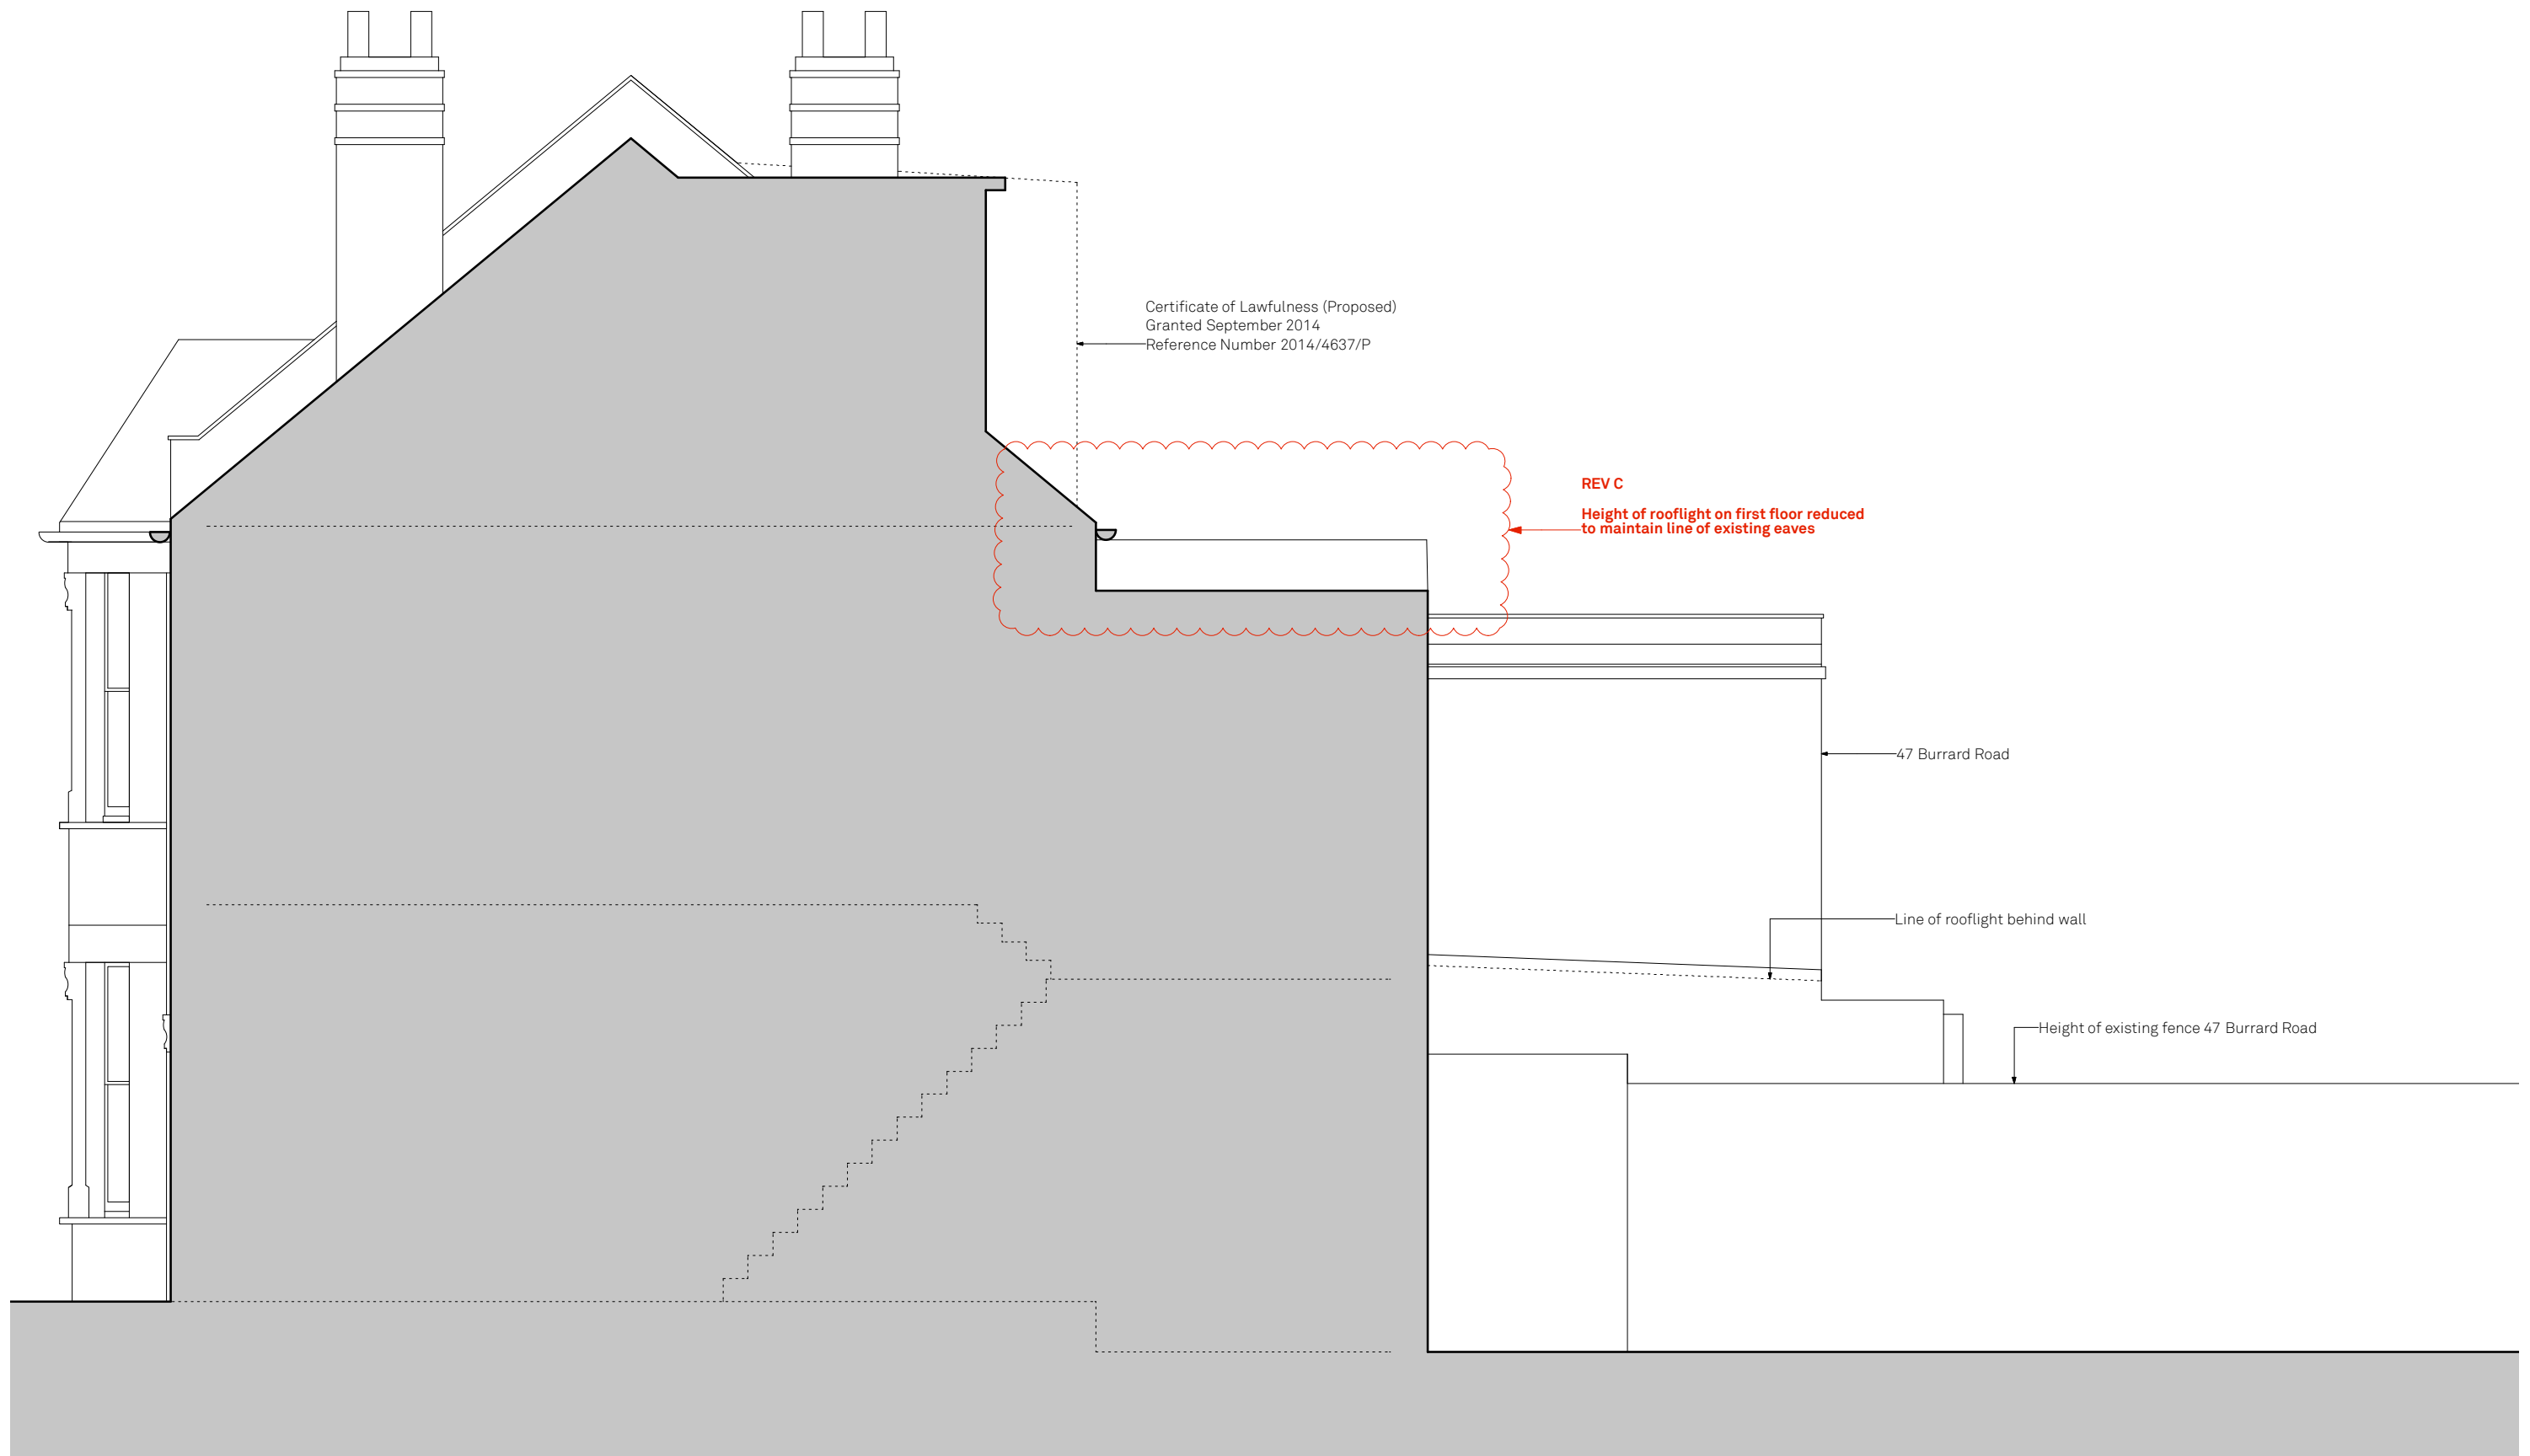 Certificate of Lawfulness (Proposed)
Granted September 2014
Reference Number 2014/4637/P
REV C
Height of rooflight on first floor reduced
to maintain line of existing eaves
47 Burrard Road
Line of rooflight behind wall
Height of existing fence 47 Burrard Road